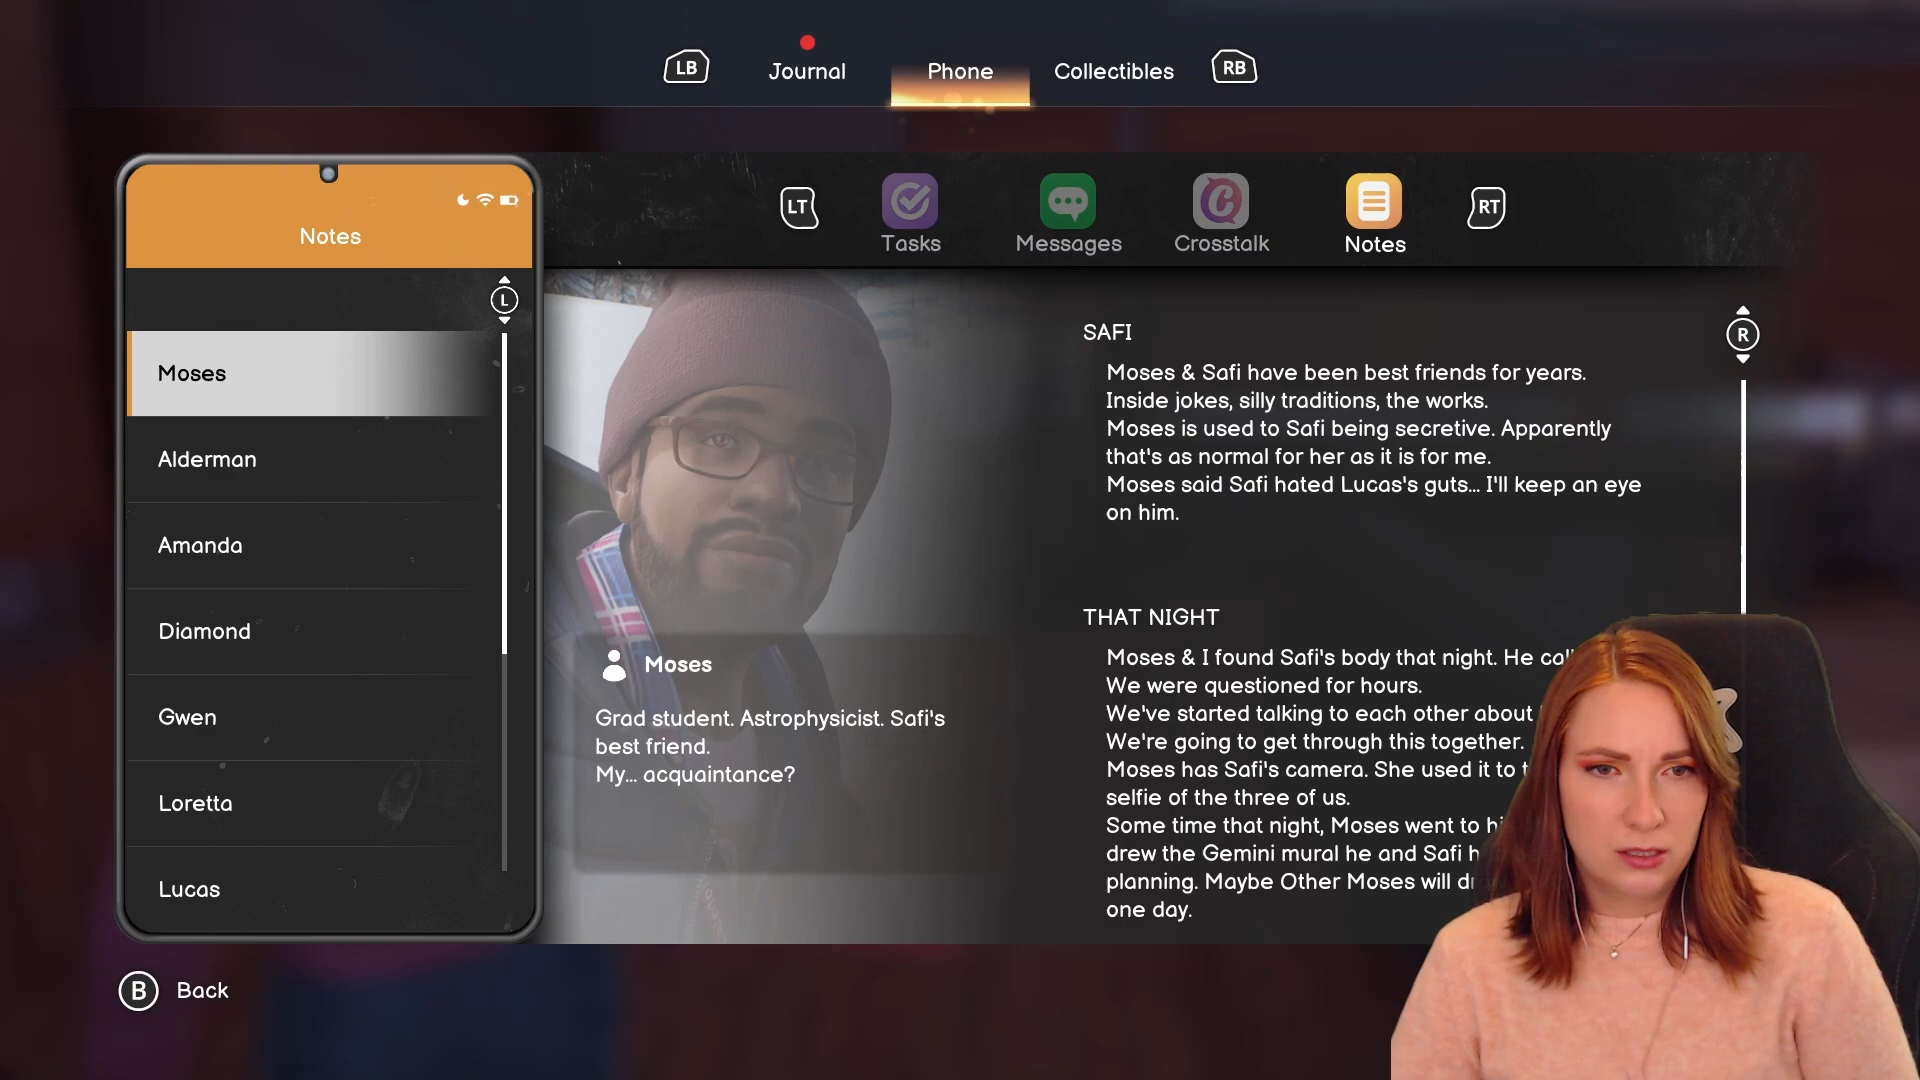 LB
Journal
Phone
Collectibles
RB
Notes
LT
Tasks
Messages
Crosstalk
Notes
RT
L
Moses
Alderman
Amanda
Diamond
Gwen
Loretta
Lucas
Moses
Grad student. Astrophysicist. Safi's
best friend.
My... acquaintance?
R
SAFI
Moses & Safi have been best friends for years.
Inside jokes, silly traditions, the works.
Moses is used to Safi being secretive. Apparently
that's as normal for her as it is for me.
Moses said Safi hated Lucas's guts... I'll keep an eye
on him.
THAT NIGHT
Moses & I found Safi's body that night. He
We were questioned for hours.
We've started talking to each other about
We're going to get through this together.
Moses has Safi's camera. She used it to
selfie of the three of us.
Some time that night, Moses went to
drew the Gemini mural he and Safi
planning. Maybe Other Moses will
one day.
B Back